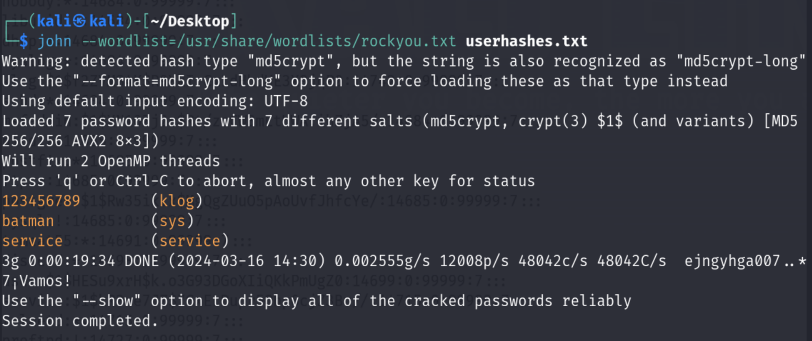 ┌──(kali㉿kali)-[~/Desktop]
└─$ john --wordlist=/usr/share/wordlists/rockyou.txt userhashes.txt
Warning: detected hash type "md5crypt", but the string is also recognized as "md5crypt-long"
Use the "--format=md5crypt-long" option to force loading these as that type instead
Using default input encoding: UTF-8
Loaded 7 password hashes with 7 different salts (md5crypt, crypt(3) $1$ (and variants) [MD5
256/256 AVX2 8×3])
Will run 2 OpenMP threads
Press 'q' or Ctrl-C to abort, almost any other key for status
123456789        (klog)
batman           (sys)
service          (service)
3g 0:00:19:34 DONE (2024-03-16 14:30) 0.002555g/s 12008p/s 48042c/s 48042C/s  ejngyhga007..*
7¡Vamos!
Use the "--show" option to display all of the cracked passwords reliably
Session completed.